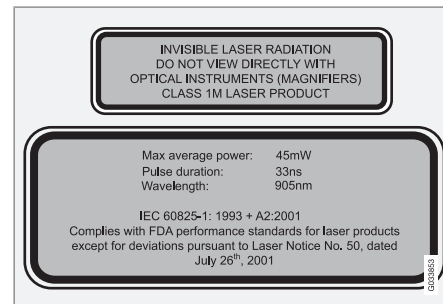 INVISIBLE LASER RADIATION
DO NOT VIEW DIRECTLY WITH
OPTICAL INSTRUMENTS (MAGNIFIERS)
CLASS 1M LASER PRODUCT
Max average power: 45mW
Pulse duration: 33ns
Wavelength: 905nm
IEC 60825-1: 1993 + A2:2001
Complies with FDA performance standards for laser products
except for deviations pursuant to Laser Notice No. 50, dated
July 26th, 2001
G033853